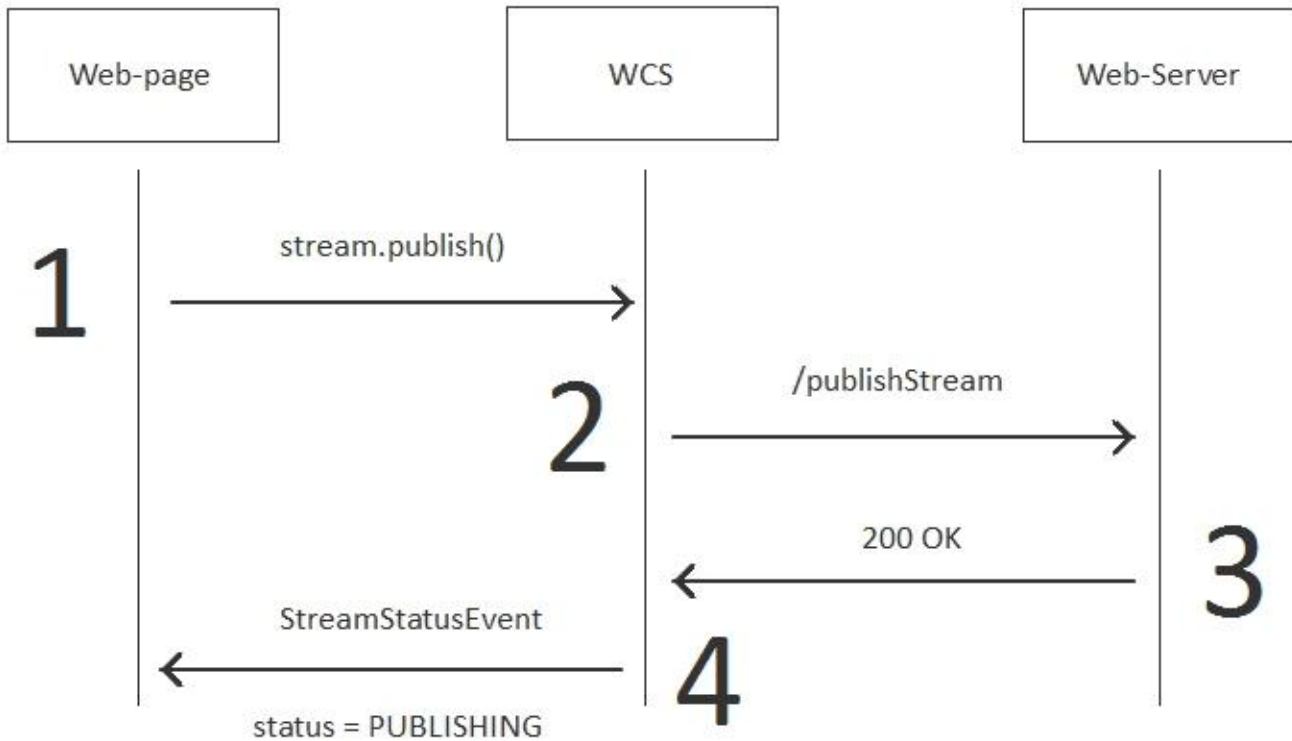 Web-page
WCS
Web-Server
1
stream.publish()
2
/publishStream
200 OK
3
StreamStatusEvent
4
status = PUBLISHING